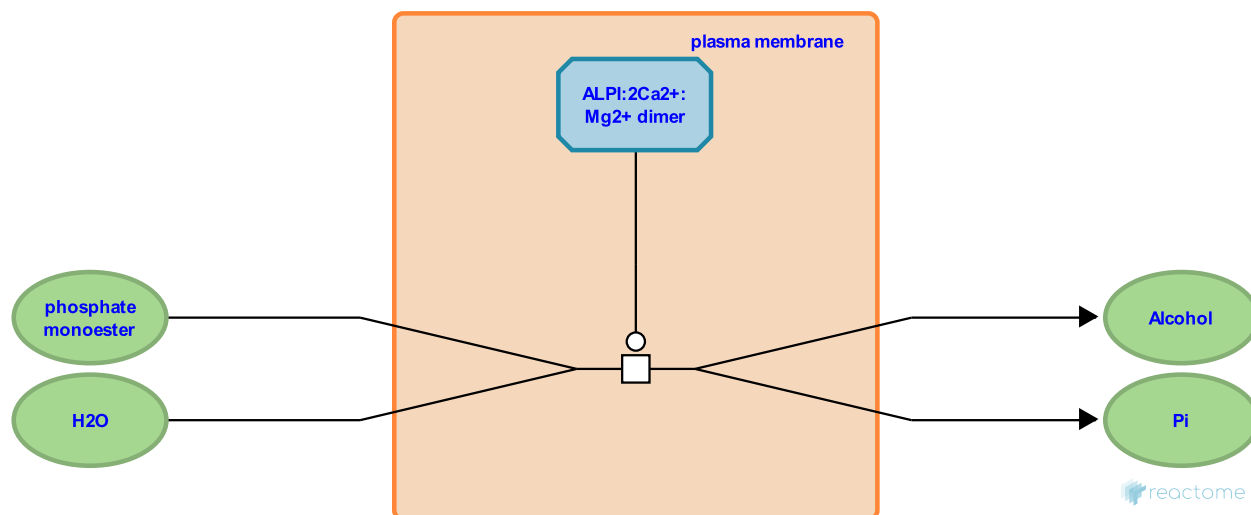 plasma membrane
ALPI:2Ca2+:
Mg2+ dimer
phosphate
monoester
Alcohol
H2O
Pi
reactome